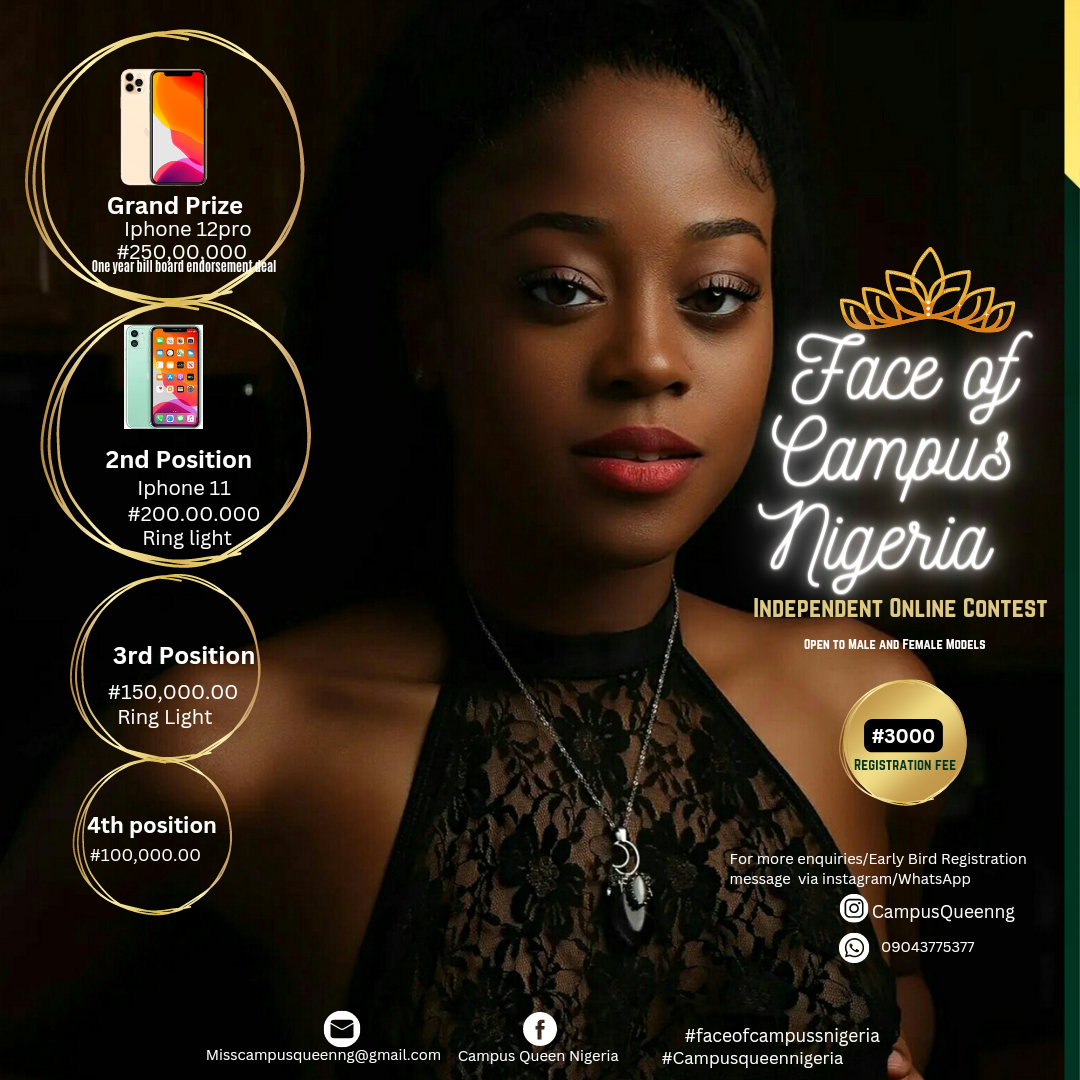 Grand Prize
Iphone 12pro
#250,00,000
One year bill board endorsement deal
2nd Position
Iphone 11
#200.00.000
Ring light
3rd Position
#150,000.00
Ring Light
4th position
#100,000.00
Face of
Campus
Nigeria
Independent Online Contest
Open to Male and Female Models
#3000
Registration fee
For more enquiries/Early Bird Registration
message via instagram/WhatsApp
CampusQueenng
09043775377
Misscampusqueenng@gmail.com
Campus Queen Nigeria
#faceofcampussnigeria
#Campusqueennigeria